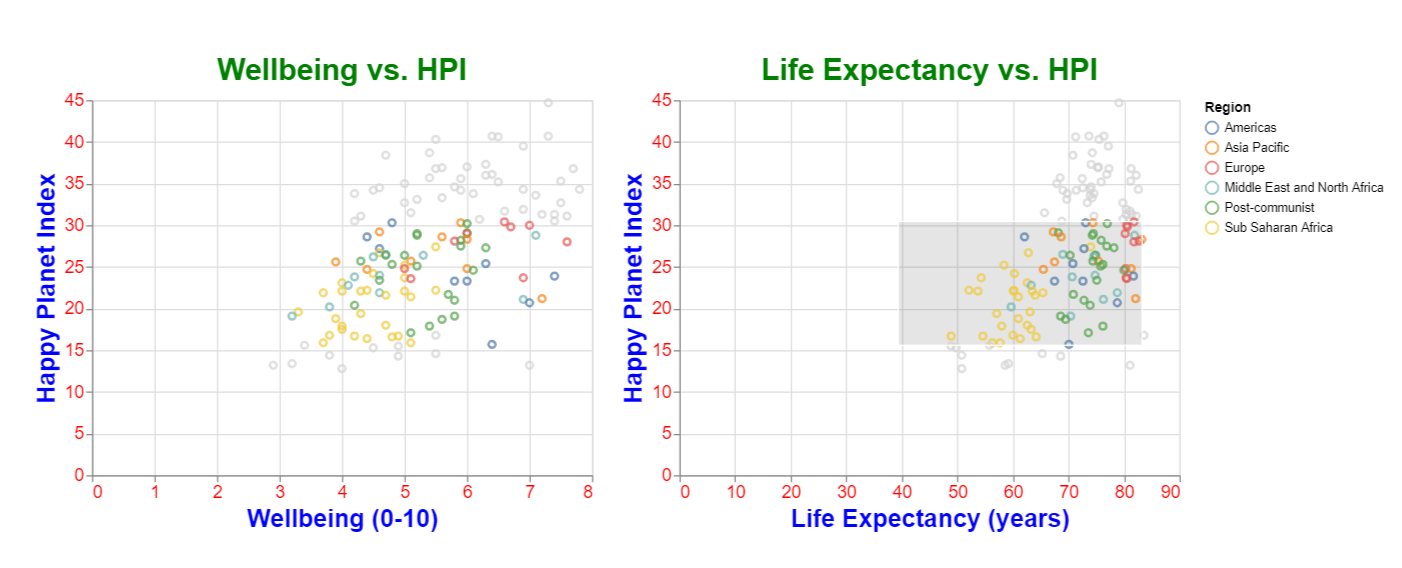 Wellbeing vs. HPI
Happy Planet Index
45
40
35
30
25
20
15
10
5
0
0 1 2 3 4 5 6 7 8
Wellbeing (0-10)
Life Expectancy vs. HPI
Happy Planet Index
45
40
35
30
25
20
15
10
5
0
0 10 20 30 40 50 60 70 80 90
Life Expectancy (years)
Region
Americas
Asia Pacific
Europe
Middle East and North Africa
Post-communist
Sub Saharan Africa